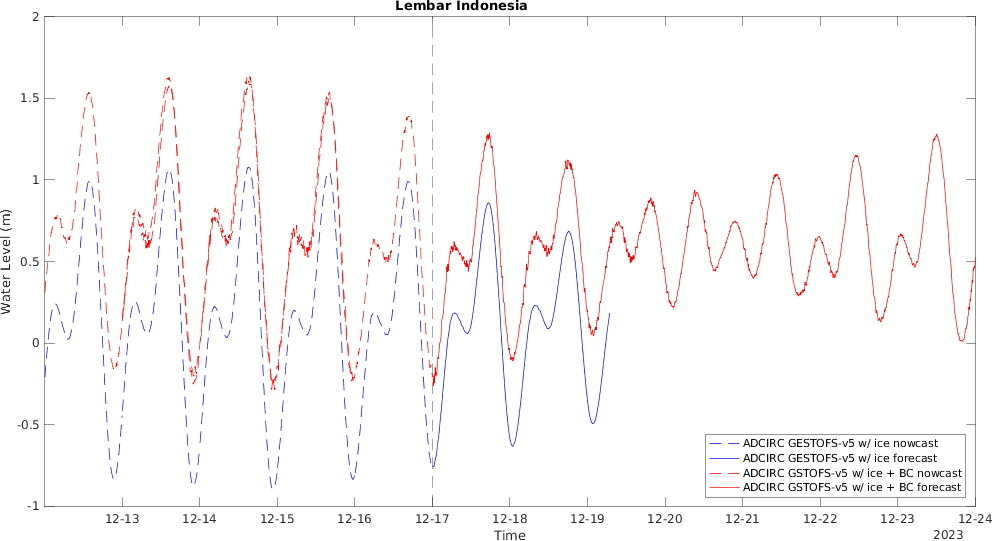 Lembar Indonesia
2
1.5
1
0.5
0
-0.5
-1
Water Level (m)
ADCIRC GESTOFS-v5 w/ ice nowcast
ADCIRC GESTOFS-v5 w/ ice forecast
ADCIRC GSTOFS-v5 w/ ice + BC nowcast
ADCIRC GSTOFS-v5 w/ ice + BC forecast
12-13 12-14 12-15 12-16 12-17 12-18 12-19 12-20 12-21 12-22 12-23 12-24
Time
2023